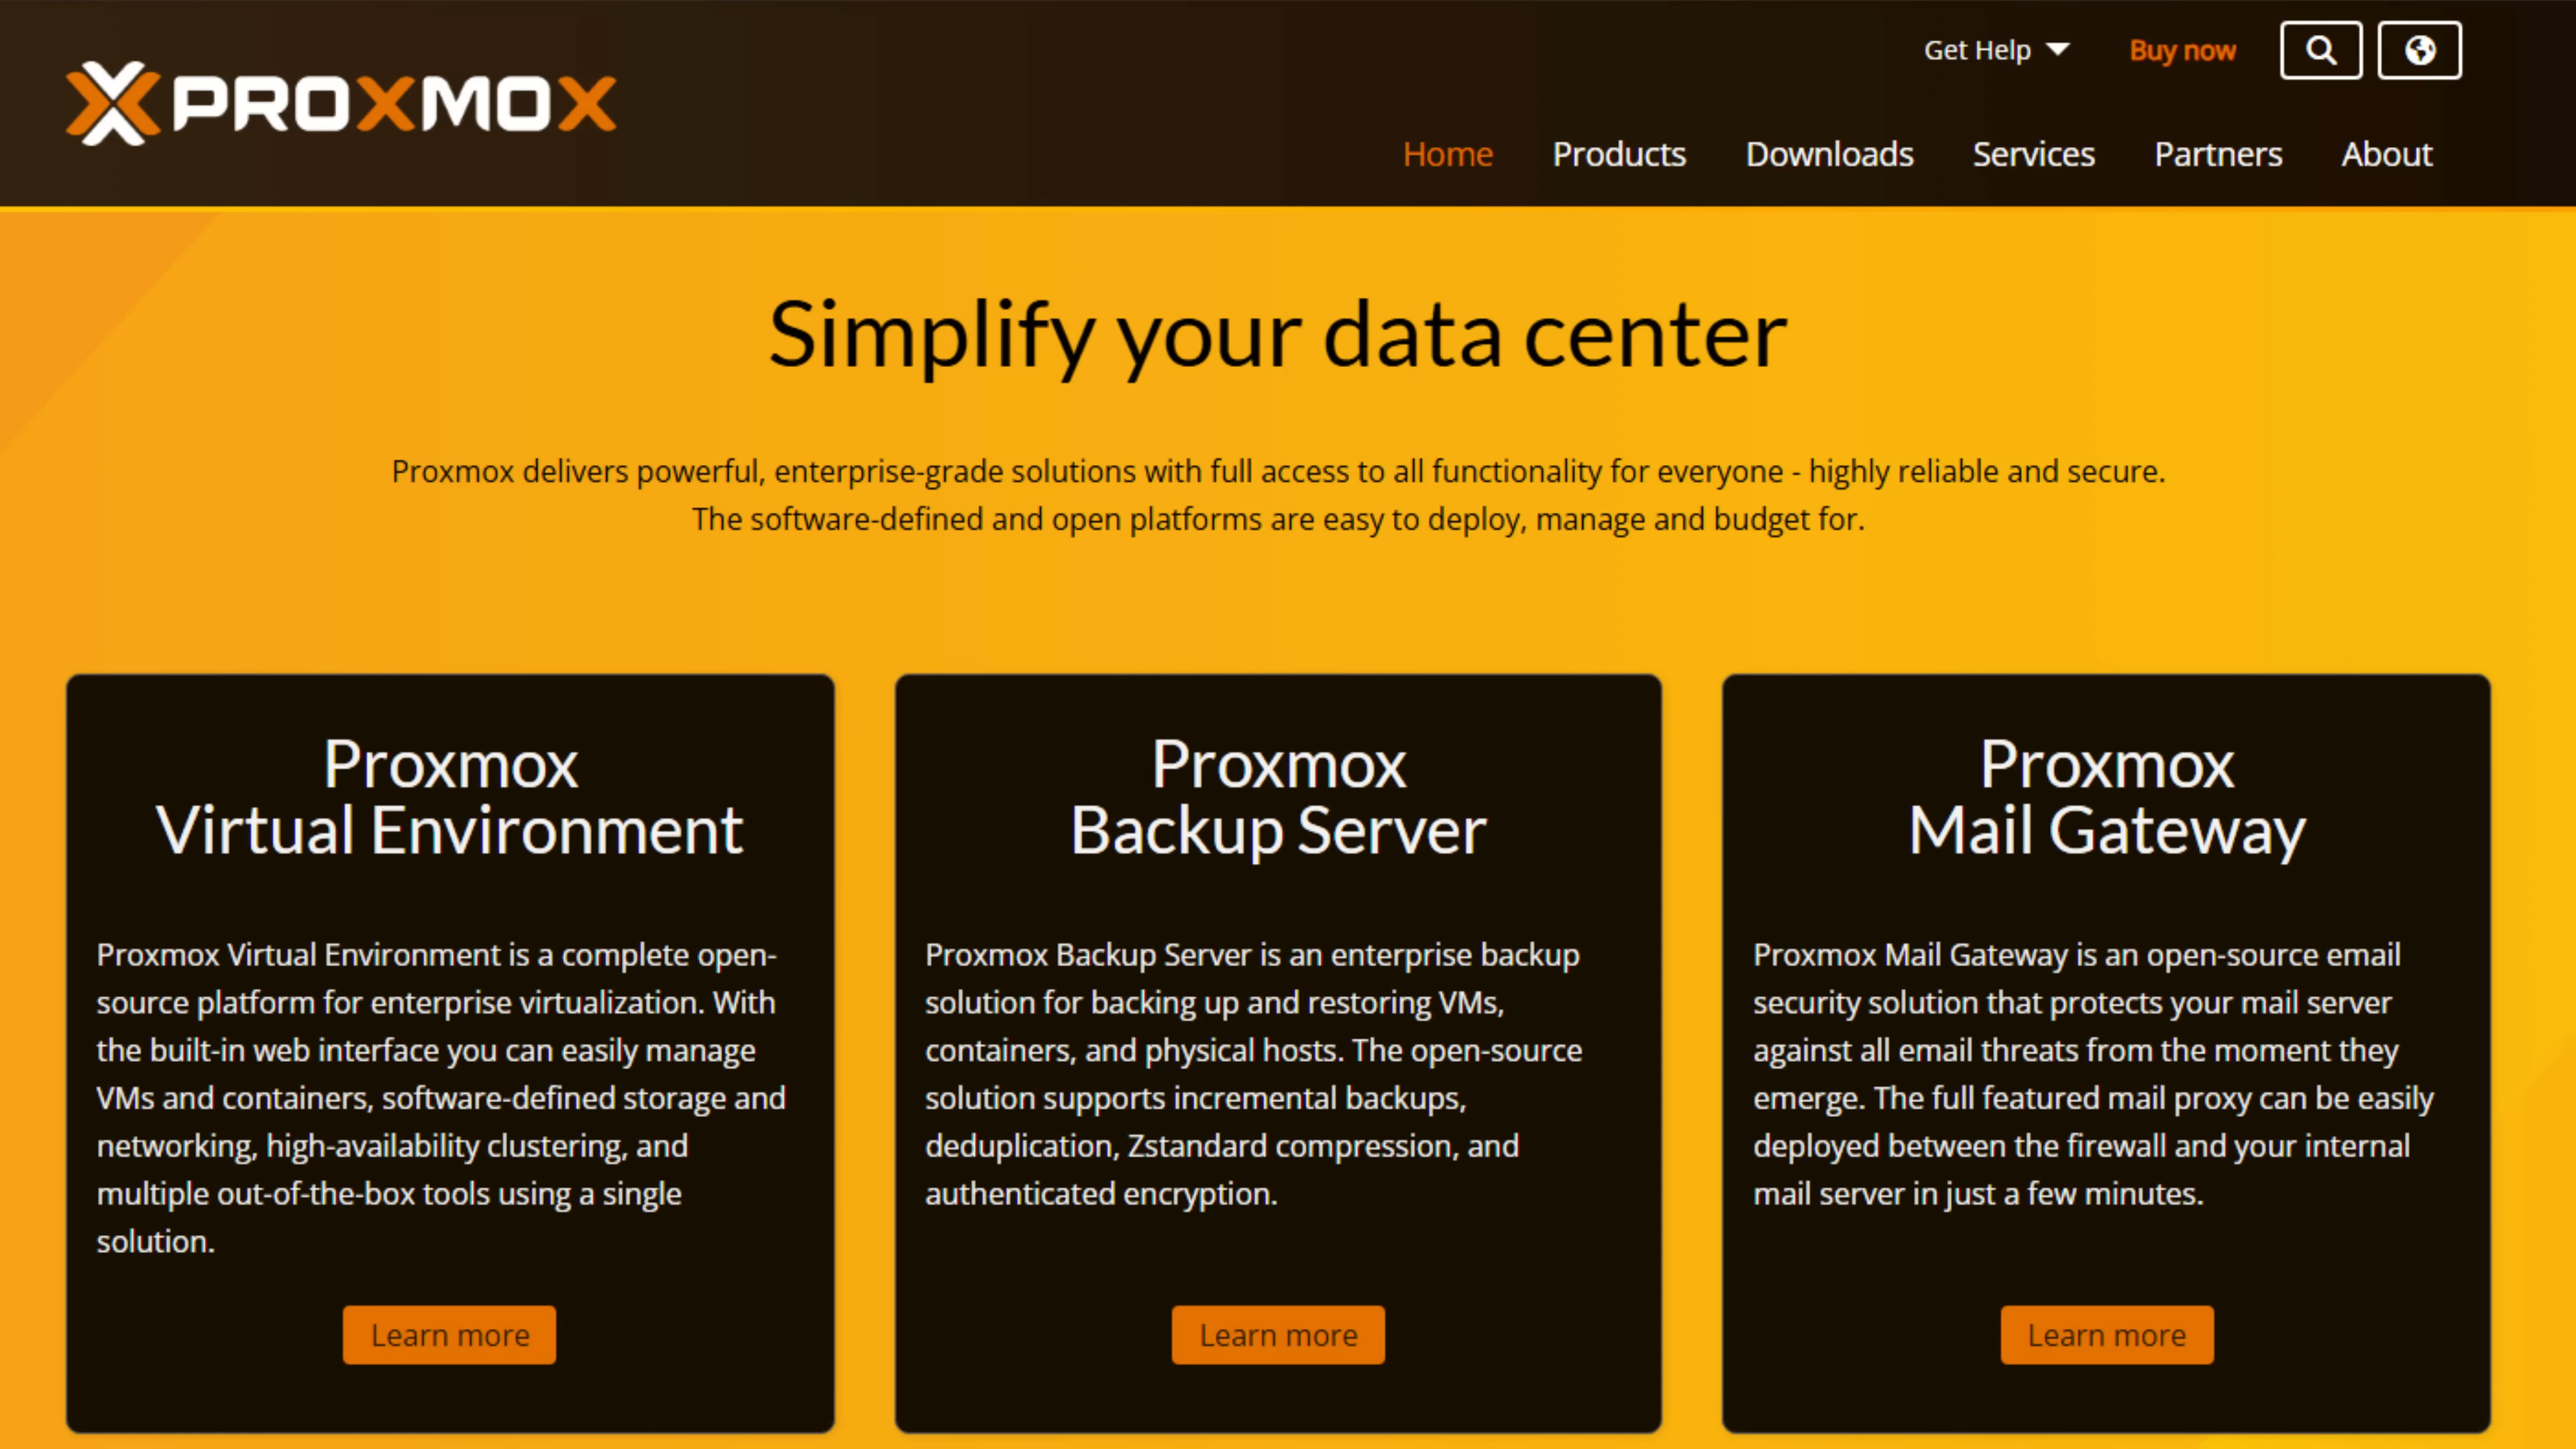 PROXMOX
Get Help
Buy now
Home
Products
Downloads
Services
Partners
About
Simplify your data center
Proxmox delivers powerful, enterprise-grade solutions with full access to all functionality for everyone - highly reliable and secure.
The software-defined and open platforms are easy to deploy, manage and budget for.
Proxmox
Virtual Environment
Proxmox Virtual Environment is a complete open-
source platform for enterprise virtualization. With
the built-in web interface you can easily manage
VMs and containers, software-defined storage and
networking, high-availability clustering, and
multiple out-of-the-box tools using a single
solution.
Learn more
Proxmox
Backup Server
Proxmox Backup Server is an enterprise backup
solution for backing up and restoring VMs,
containers, and physical hosts. The open-source
solution supports incremental backups,
deduplication, Zstandard compression, and
authenticated encryption.
Learn more
Proxmox
Mail Gateway
Proxmox Mail Gateway is an open-source email
security solution that protects your mail server
against all email threats from the moment they
emerge. The full featured mail proxy can be easily
deployed between the firewall and your internal
mail server in just a few minutes.
Learn more